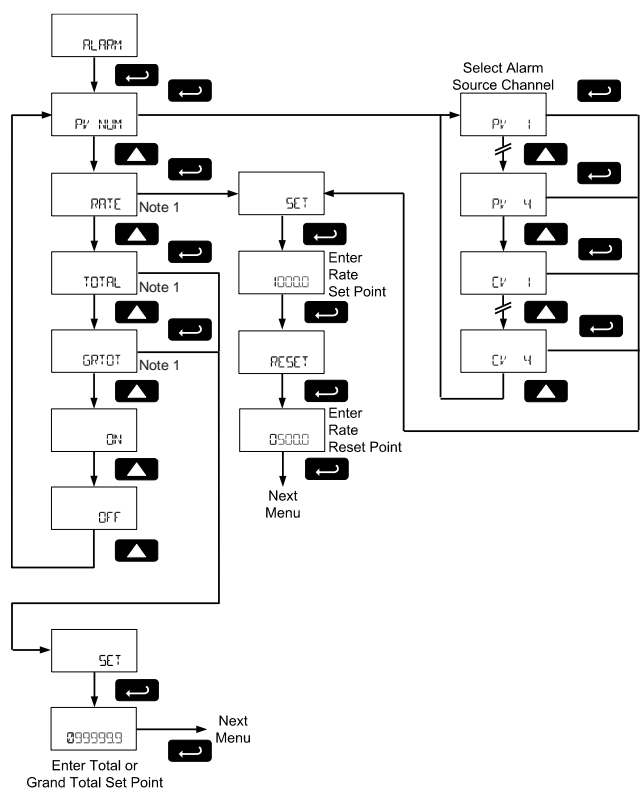 ALARM
PV NUM
RATE
Note 1
TOTAL
Note 1
GRTOT
Note 1
ON
OFF
SET
Enter
Rate
Set Point
1000.0
RESET
Enter
Rate
Reset Point
0500.0
Next
Menu
Select Alarm
Source Channel
PV 1
PV 4
CV 1
CV 4
SET
099999.9
Next
Menu
Enter Total or
Grand Total Set Point